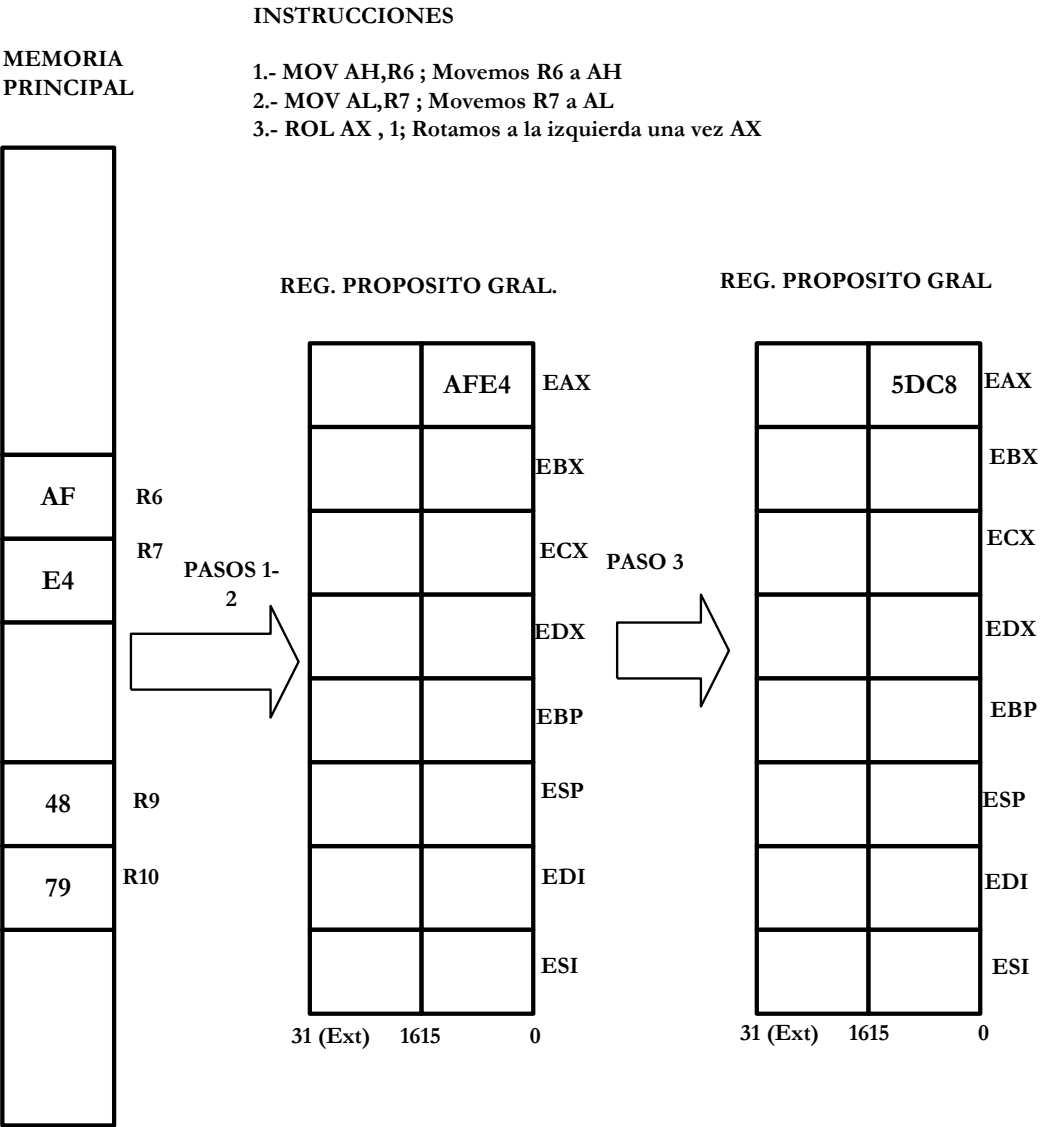 INSTRUCCIONES
MEMORIA
PRINCIPAL
1.- MOV AH,R6 ; Movemos R6 a AH
2.- MOV AL,R7 ; Movemos R7 a AL
3.- ROL AX , 1; Rotamos a la izquierda una vez AX
REG. PROPOSITO GRAL.
REG. PROPOSITO GRAL
AF
R6
E4
R7
48
R9
79
R10
PASOS 1-
2
AFE4
EAX
EBX
ECX
EDX
EBP
ESP
EDI
ESI
31 (Ext)
1615
0
PASO 3
5DC8
EAX
EBX
ECX
EDX
EBP
ESP
EDI
ESI
31 (Ext)
1615
0